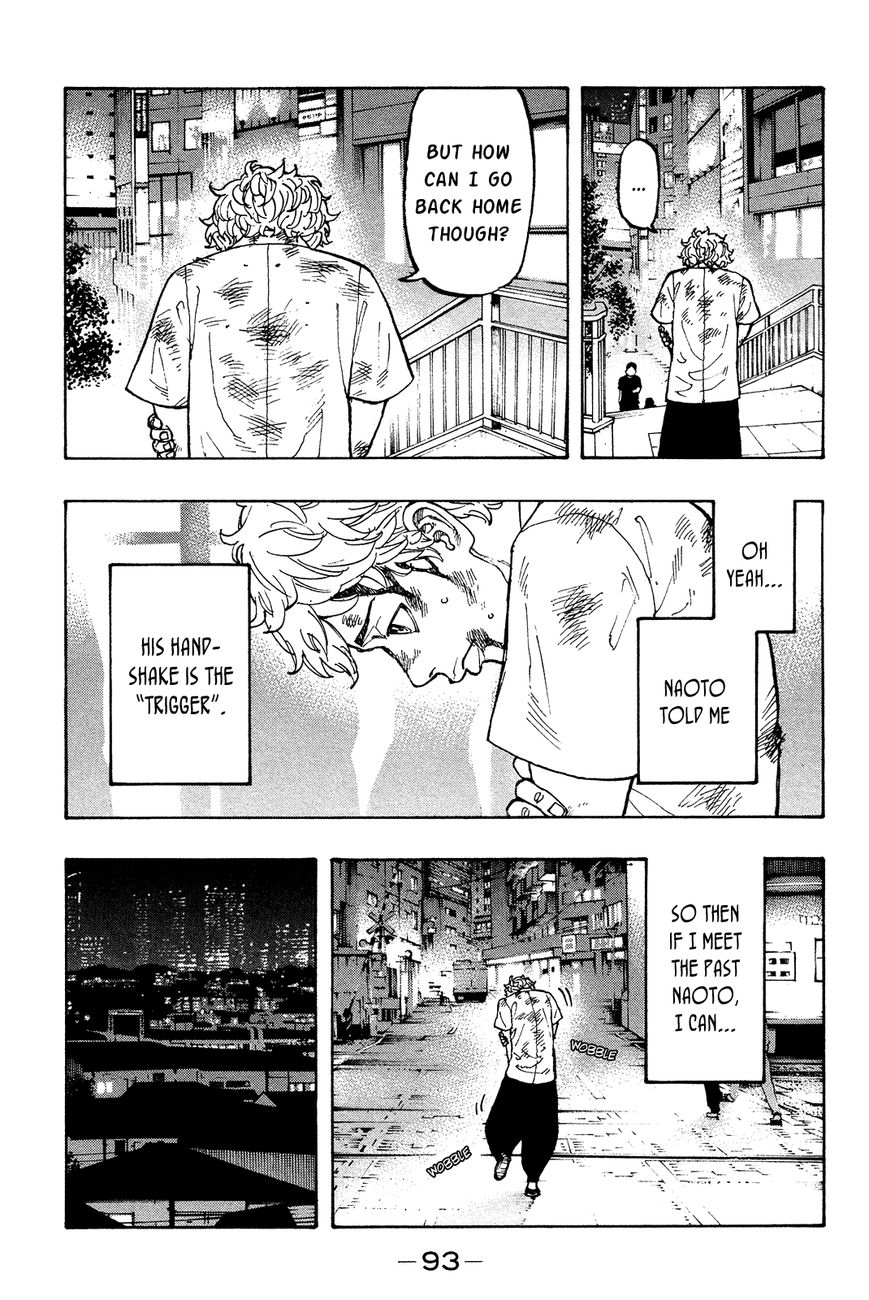 ...
BUT HOW
CAN I GO
BACK HOME
THOUGH?
OH
YEAH...
NAOTO
TOLD ME
HIS HAND-
SHAKE IS THE
"TRIGGER".
SO THEN
IF I MEET
THE PAST
NAOTO,
I CAN...
WOBBLE
WOBBLE
—93—